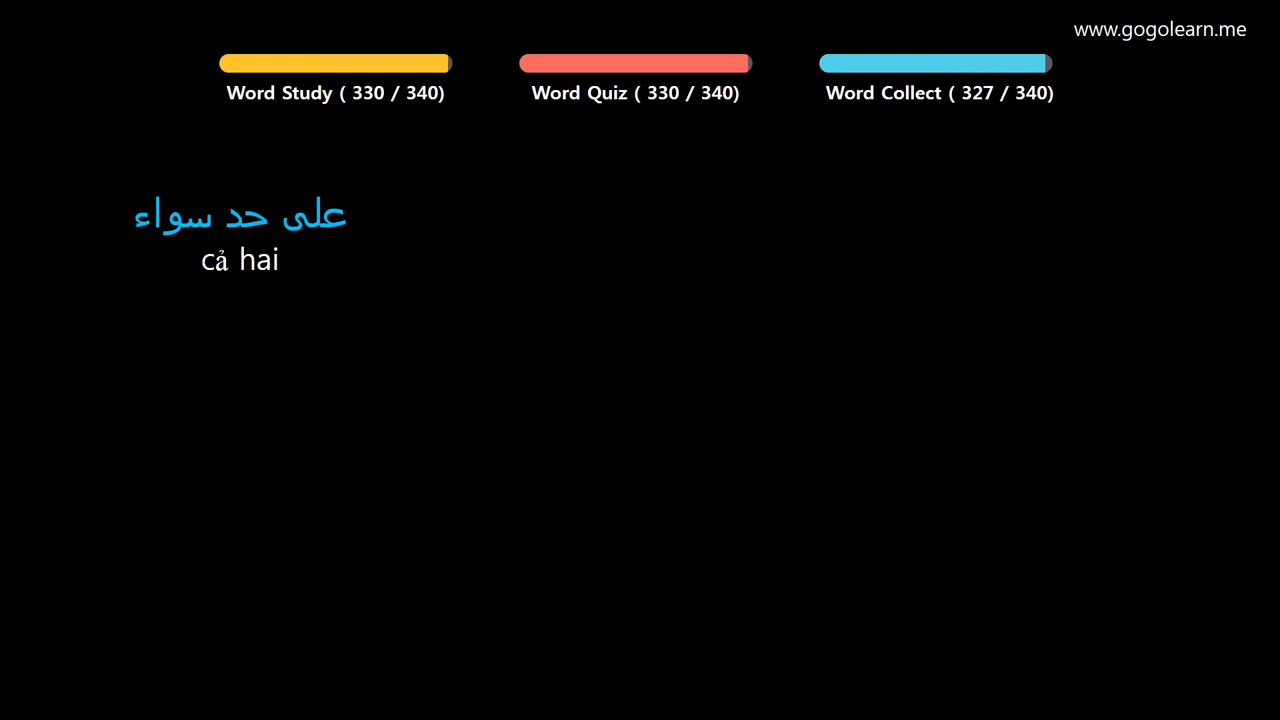 www.gogolearn.me
Word Study ( 330 / 340)
Word Quiz ( 330 / 340)
Word Collect ( 327 / 340)
على حد سواء
cả hai